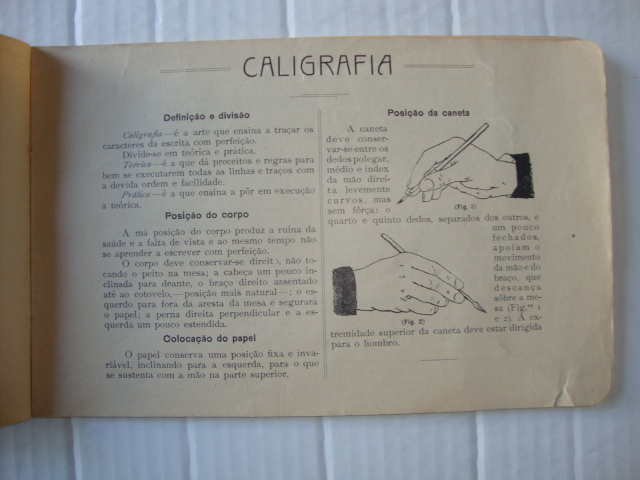 CALIGRAFIA
Definição e divisão
Caligrafia—é a arte que ensina a traçar os
caracteres da escrita com perfeição.
Divide-se em teórica e prática.
Teórica—é a que dá preceitos e regras para
bem se executarem todas as linhas e traços com
a devida ordem e facilidade.
Prática—é a que ensina a pôr em execução
a teórica.
Posição do corpo
A má posição do corpo produz a ruina da
saúde e a falta de vista e ao mesmo tempo não
se aprender a escrever com perfeição.
O corpo deve conservar-se direito, não to-
cando o peito na mesa; a cabeça um pouco in-
clinada para deante, o braço direito assentado
até ao cotovelo,—posição mais natural—; o es-
querdo para fora da aresta da mesa e segurará
o papel; a perna direita perpendicular e a es-
querda um pouco estendida.
Colocação do papel
O papel conserva uma posição fixa e inva-
riável, inclinando para a esquerda, para o que
se sustenta com a mão na parte superior.
Posição da caneta
A caneta
deve conser-
var-se entre os
dedos polegar,
médio e index
da mão direi-
ta levemente
curvos, mas
sem fôrça: o
(Fig. 1)
quarto e quinto dedos, separados dos outros, e
um pouco
fechados,
apoiam o
movimento
da mão e do
braço, que
descança
sôbre a me-
sa (Fig.as 1
e 2). A ex-
(Fig. 2)
tremidade superior da caneta deve estar dirigida
para o hombro.